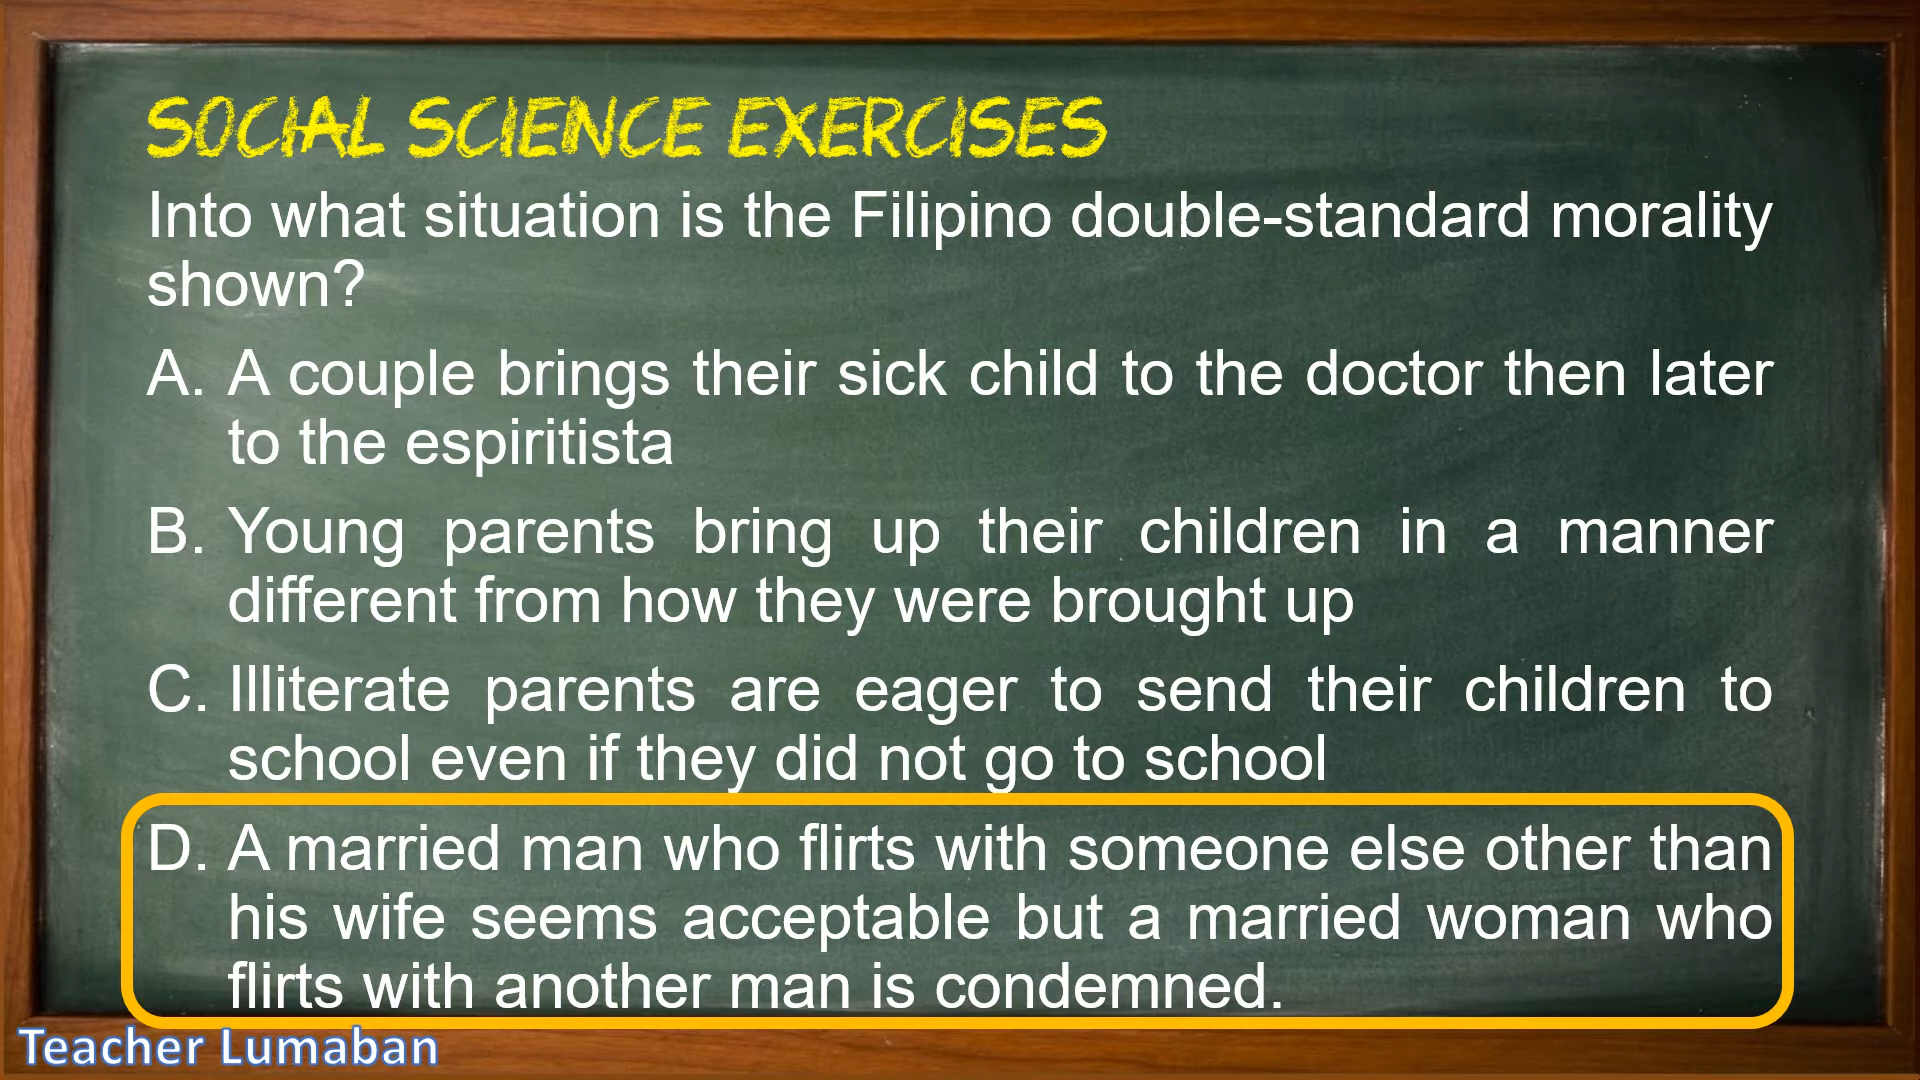 SOCIAL SCIENCE EXERCISES
Into what situation is the Filipino double-standard morality
shown?
A. A couple brings their sick child to the doctor then later
to the espiritista
B. Young parents bring up their children in a manner
different from how they were brought up
C. Illiterate parents are eager to send their children to
school even if they did not go to school
D. A married man who flirts with someone else other than
his wife seems acceptable but a married woman who
flirts with another man is condemned.
Teacher Lumaban